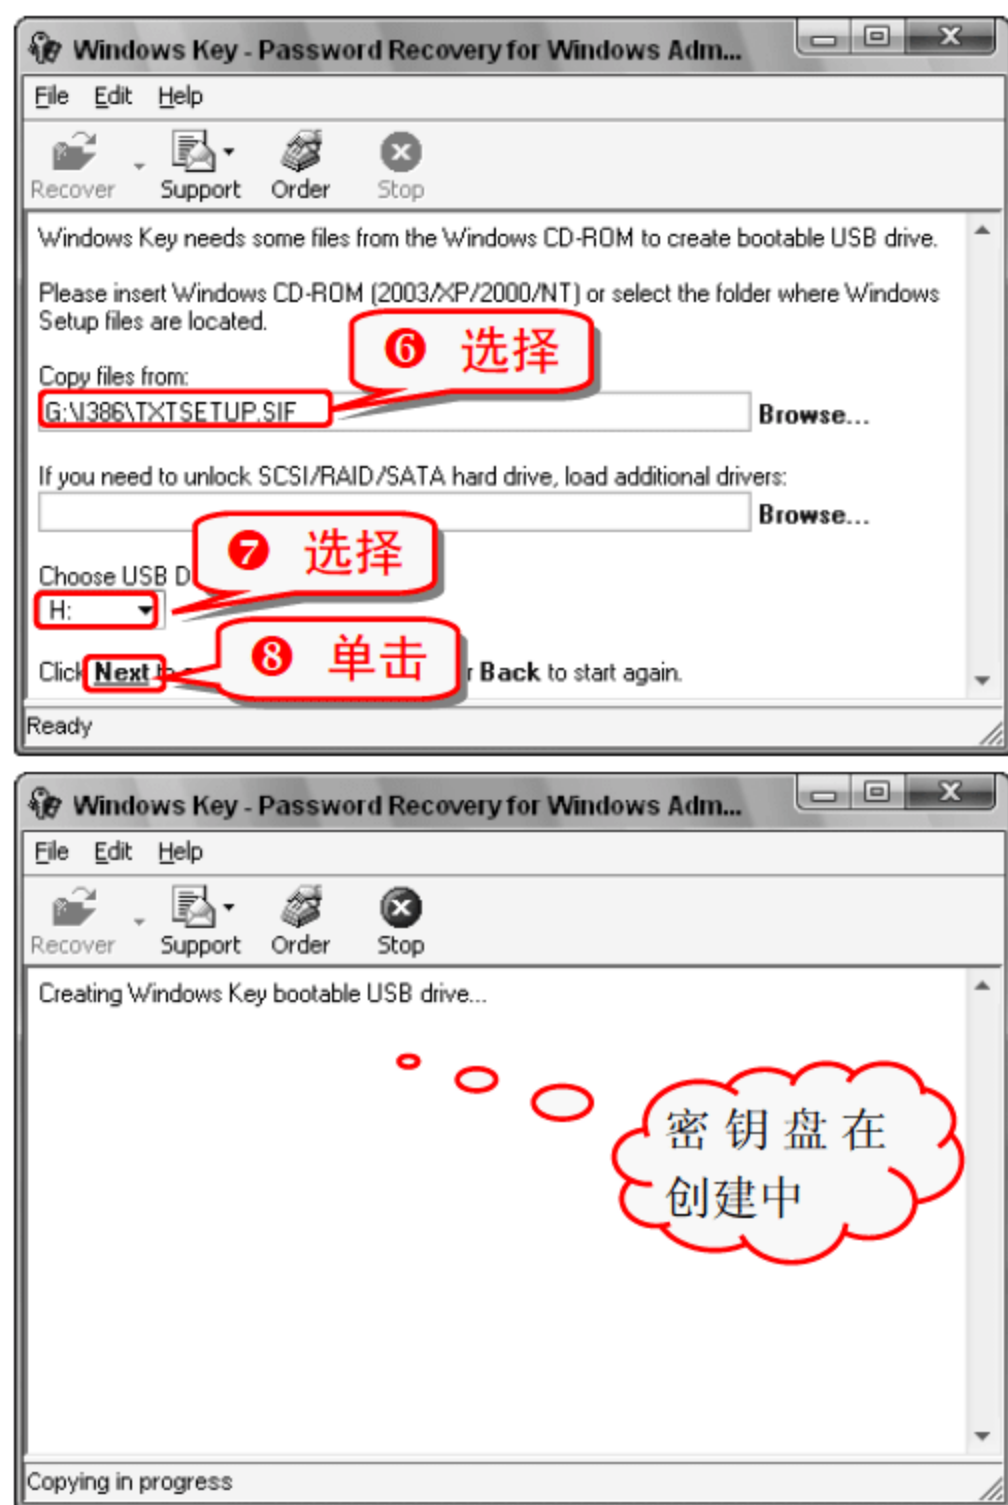 Windows Key - Password Recovery for Windows Adm...
File Edit Help
Recover Support Order Stop
Windows Key needs some files from the Windows CD-ROM to create bootable USB drive.
Please insert Windows CD-ROM (2003/XP/2000/NT) or select the folder where Windows
Setup files are located.
❻ 选择
Copy files from:
G:\I386\TXTSETUP.SIF Browse...
If you need to unlock SCSI/RAID/SATA hard drive, load additional drivers:
Browse...
❼ 选择
Choose USB D
H:
❽ 单击
Click Next Back to start again.
Ready
Windows Key - Password Recovery for Windows Adm...
File Edit Help
Recover Support Order Stop
Creating Windows Key bootable USB drive...
密钥盘在
创建中
Copying in progress